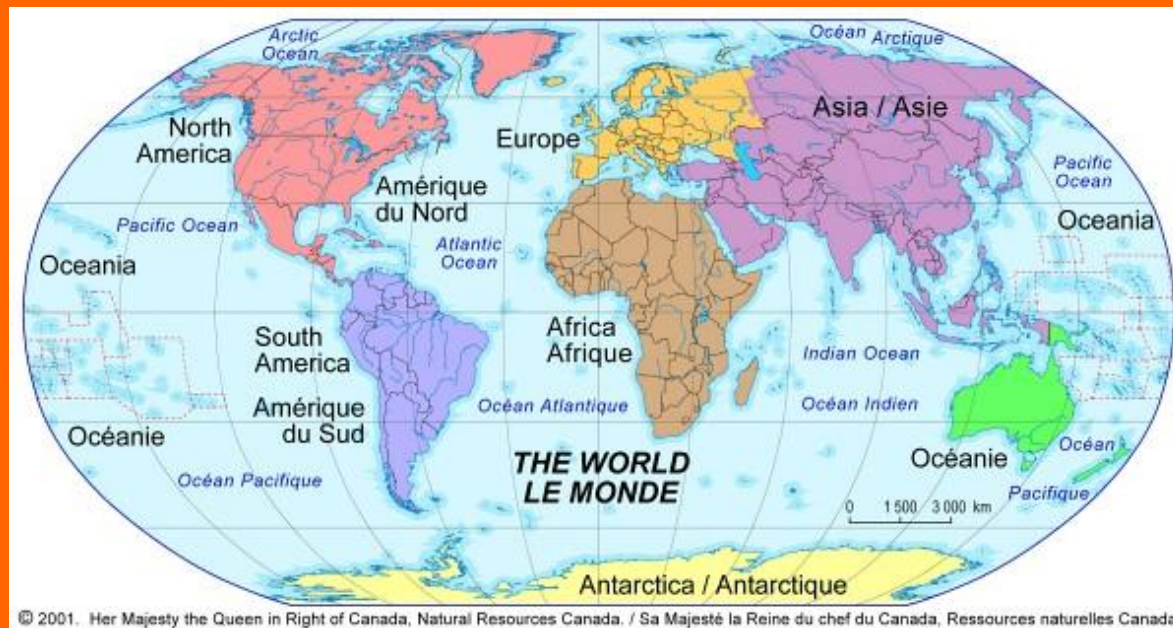 Arctic
Ocean
Océan Arctique
North
America
Europe
Asia / Asie
Pacific
Ocean
Amérique
du Nord
Pacific Ocean
Atlantic
Ocean
Oceania
Oceania
South
America
Africa
Afrique
Indian Ocean
Océan Atlantique
Océan Indien
Amérique
du Sud
Océanie
Océanie
Océan
Pacifique
Océan Pacifique
THE WORLD
LE MONDE
0 1 500 3 000 km
Antarctica / Antarctique
© 2001. Her Majesty the Queen in Right of Canada, Natural Resources Canada. / Sa Majesté la Reine du chef du Canada, Ressources naturelles Canad